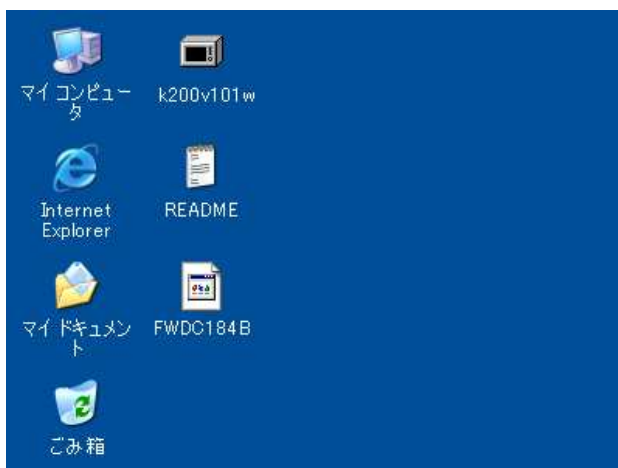 マイ コンピュー
タ
k200v101w
Internet
Explorer
README
マイ ドキュメン
ト
FWDC184B
ごみ箱